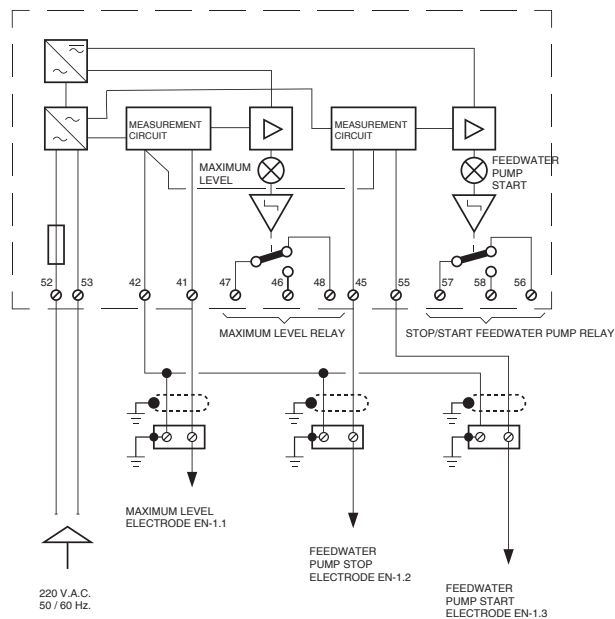 MEASUREMENT
CIRCUIT
MEASUREMENT
CIRCUIT
MAXIMUM
LEVEL
FEEDWATER
PUMP
START
52
53
42
41
47
46
48
45
55
57
58
56
MAXIMUM LEVEL RELAY
STOP/START FEEDWATER PUMP RELAY
MAXIMUM LEVEL
ELECTRODE EN-1.1
FEEDWATER
PUMP STOP
ELECTRODE EN-1.2
FEEDWATER
PUMP START
ELECTRODE EN-1.3
220 V.A.C.
50 / 60 Hz.